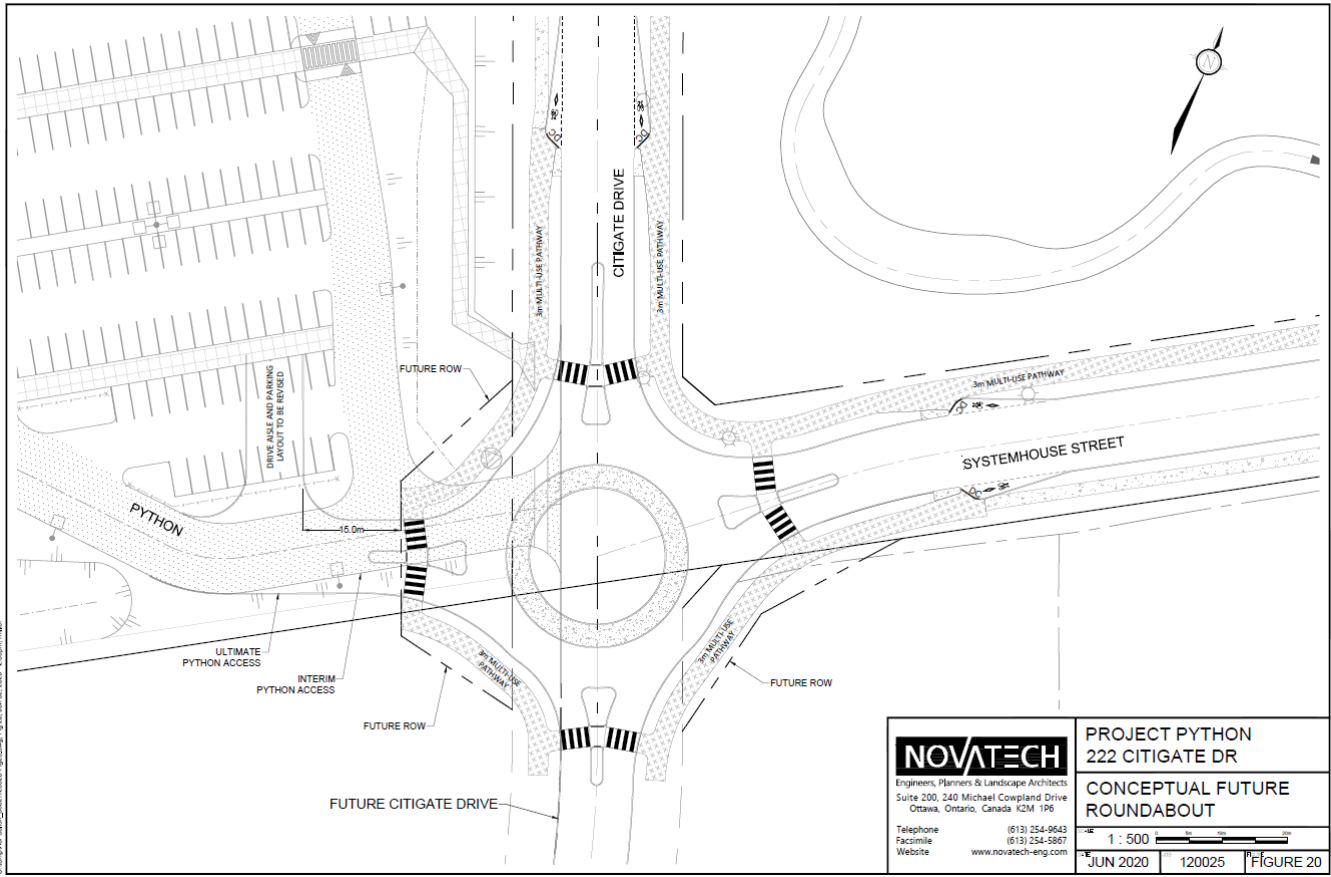 N
CITIGATE DRIVE
3m MULTI-USE PATHWAY
3m MULTI-USE PATHWAY
FUTURE ROW
DRIVE AISLE AND PARKING
LAYOUT TO BE REVISED
3m MULTI-USE PATHWAY
SYSTEMHOUSE STREET
PYTHON
15.0m
ULTIMATE
PYTHON ACCESS
INTERIM
PYTHON ACCESS
3m MULTI-USE
PATHWAY
3m MULTI-USE
PATHWAY
FUTURE ROW
FUTURE ROW
FUTURE CITIGATE DRIVE
NOVATECH
Engineers, Planners & Landscape Architects
Suite 200, 240 Michael Cowpland Drive
Ottawa, Ontario, Canada K2M 1P6
Telephone (613) 254-9643
Facsimile (613) 254-5867
Website www.novatech-eng.com
PROJECT PYTHON
222 CITIGATE DR
CONCEPTUAL FUTURE
ROUNDABOUT
1 : 500
JUN 2020
120025
FIGURE 20